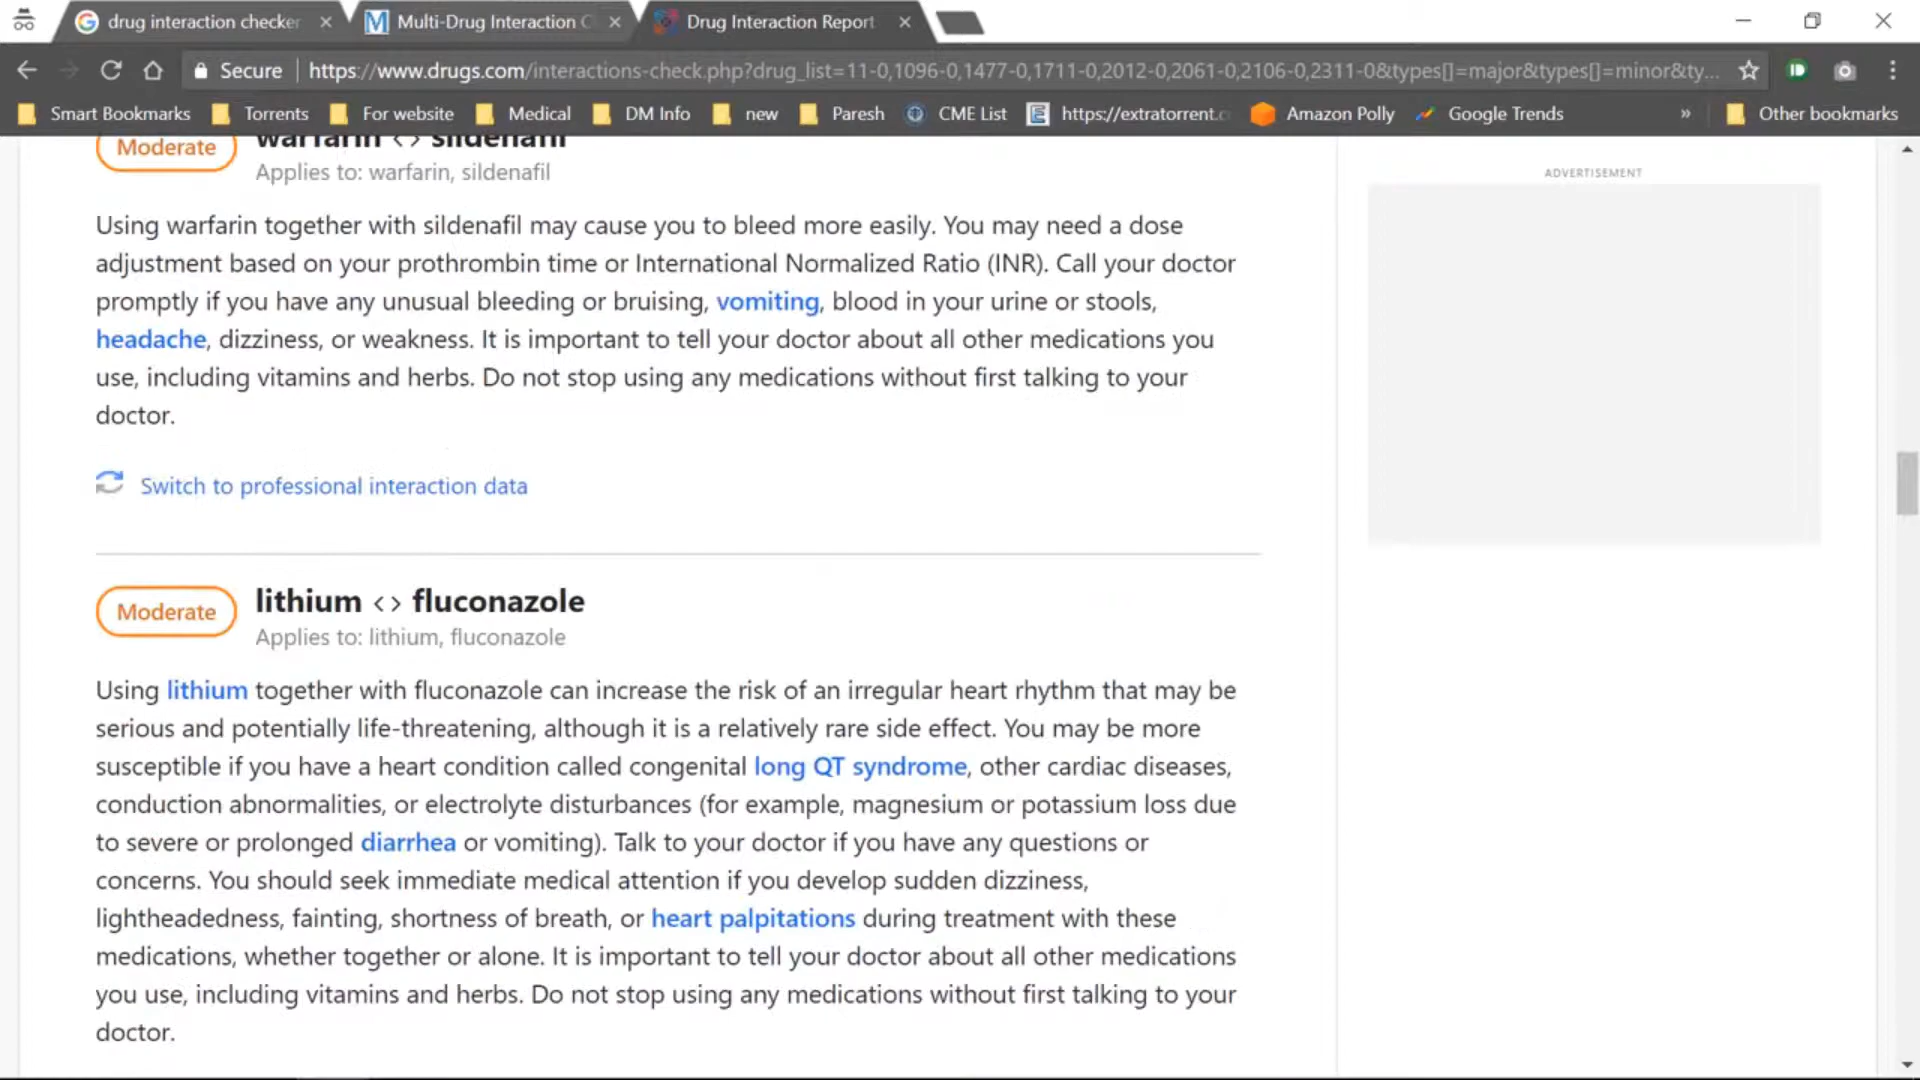 drug interaction checker
Multi-Drug Interaction C
Drug Interaction Report
Secure
https://www.drugs.com/interactions-check.php?drug_list=11-0,1096-0,1477-0,1711-0,2012-0,2061-0,2106-0,2311-0&types[]=major&types[]=minor&ty...
Smart Bookmarks
Torrents
For website
Medical
DM Info
new
Paresh
CME List
https://extratorrent.c
Amazon Polly
Google Trends
»
Other bookmarks
Moderate
warfarin <> sildenafil
Applies to: warfarin, sildenafil
ADVERTISEMENT
Using warfarin together with sildenafil may cause you to bleed more easily. You may need a dose
adjustment based on your prothrombin time or International Normalized Ratio (INR). Call your doctor
promptly if you have any unusual bleeding or bruising, vomiting, blood in your urine or stools,
headache, dizziness, or weakness. It is important to tell your doctor about all other medications you
use, including vitamins and herbs. Do not stop using any medications without first talking to your
doctor.
Switch to professional interaction data
Moderate
lithium <> fluconazole
Applies to: lithium, fluconazole
Using lithium together with fluconazole can increase the risk of an irregular heart rhythm that may be
serious and potentially life-threatening, although it is a relatively rare side effect. You may be more
susceptible if you have a heart condition called congenital long QT syndrome, other cardiac diseases,
conduction abnormalities, or electrolyte disturbances (for example, magnesium or potassium loss due
to severe or prolonged diarrhea or vomiting). Talk to your doctor if you have any questions or
concerns. You should seek immediate medical attention if you develop sudden dizziness,
lightheadedness, fainting, shortness of breath, or heart palpitations during treatment with these
medications, whether together or alone. It is important to tell your doctor about all other medications
you use, including vitamins and herbs. Do not stop using any medications without first talking to your
doctor.